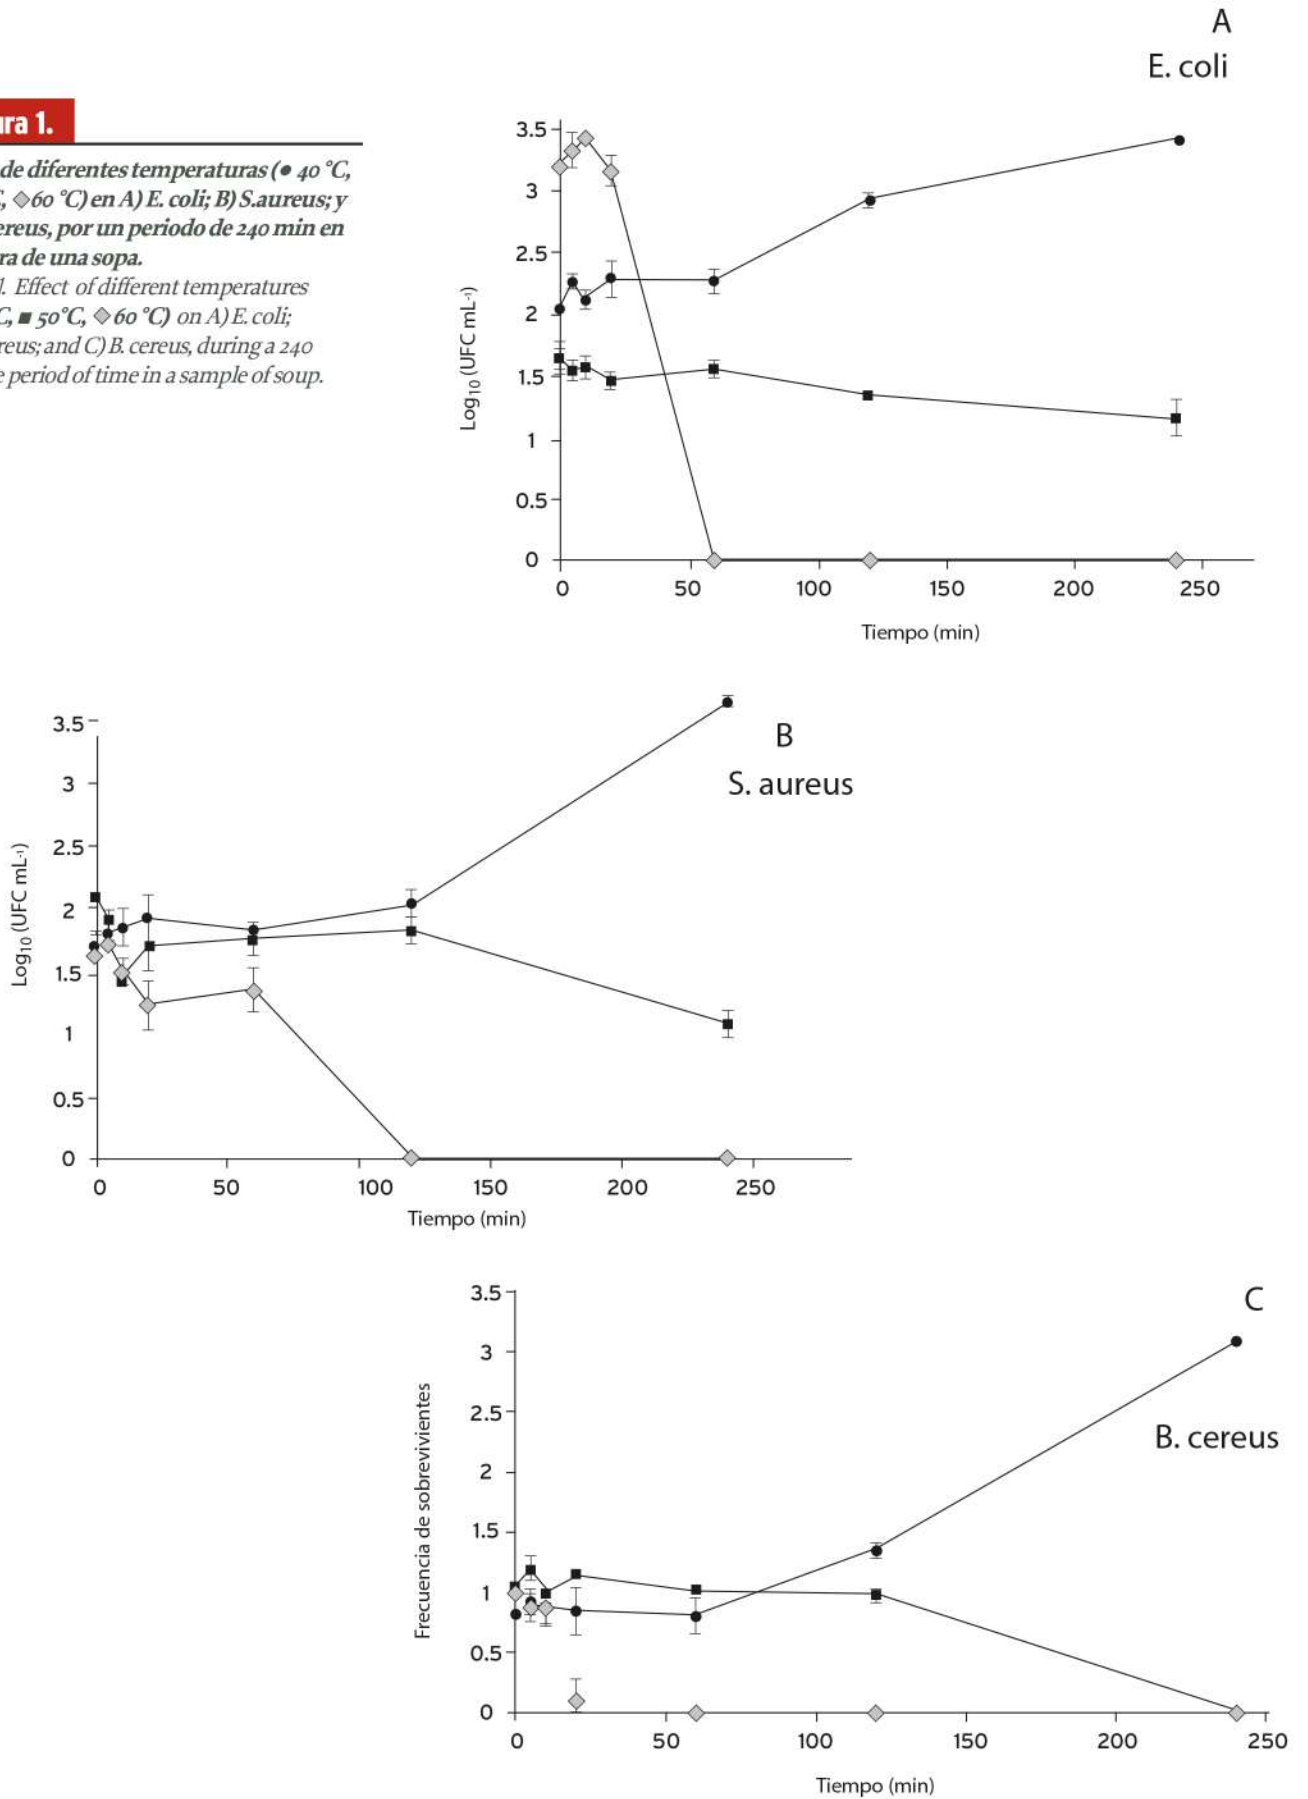 A
E. coli
ura 1.
de diferentes temperaturas (● 40 °C,
C, ◆60 °C) en A) E. coli; B) S.aureus; y
ereus, por un periodo de 240 min en
ra de una sopa.
1. Effect of different temperatures
C, ■ 50°C, ◆ 60 °C) on A) E. coli;
reus; and C) B. cereus, during a 240
e period of time in a sample of soup.
3.5
3
2.5
2
1.5
1
0.5
0
Log10 (UFC mL-1)
0 50 100 150 200 250
Tiempo (min)
B
S. aureus
3.5
3
2.5
2
1.5
1
0.5
0
Log10 (UFC mL-1)
0 50 100 150 200 250
Tiempo (min)
C
B. cereus
3.5
3
2.5
2
1.5
1
0.5
0
Frecuencia de sobrevivientes
0 50 100 150 200 250
Tiempo (min)